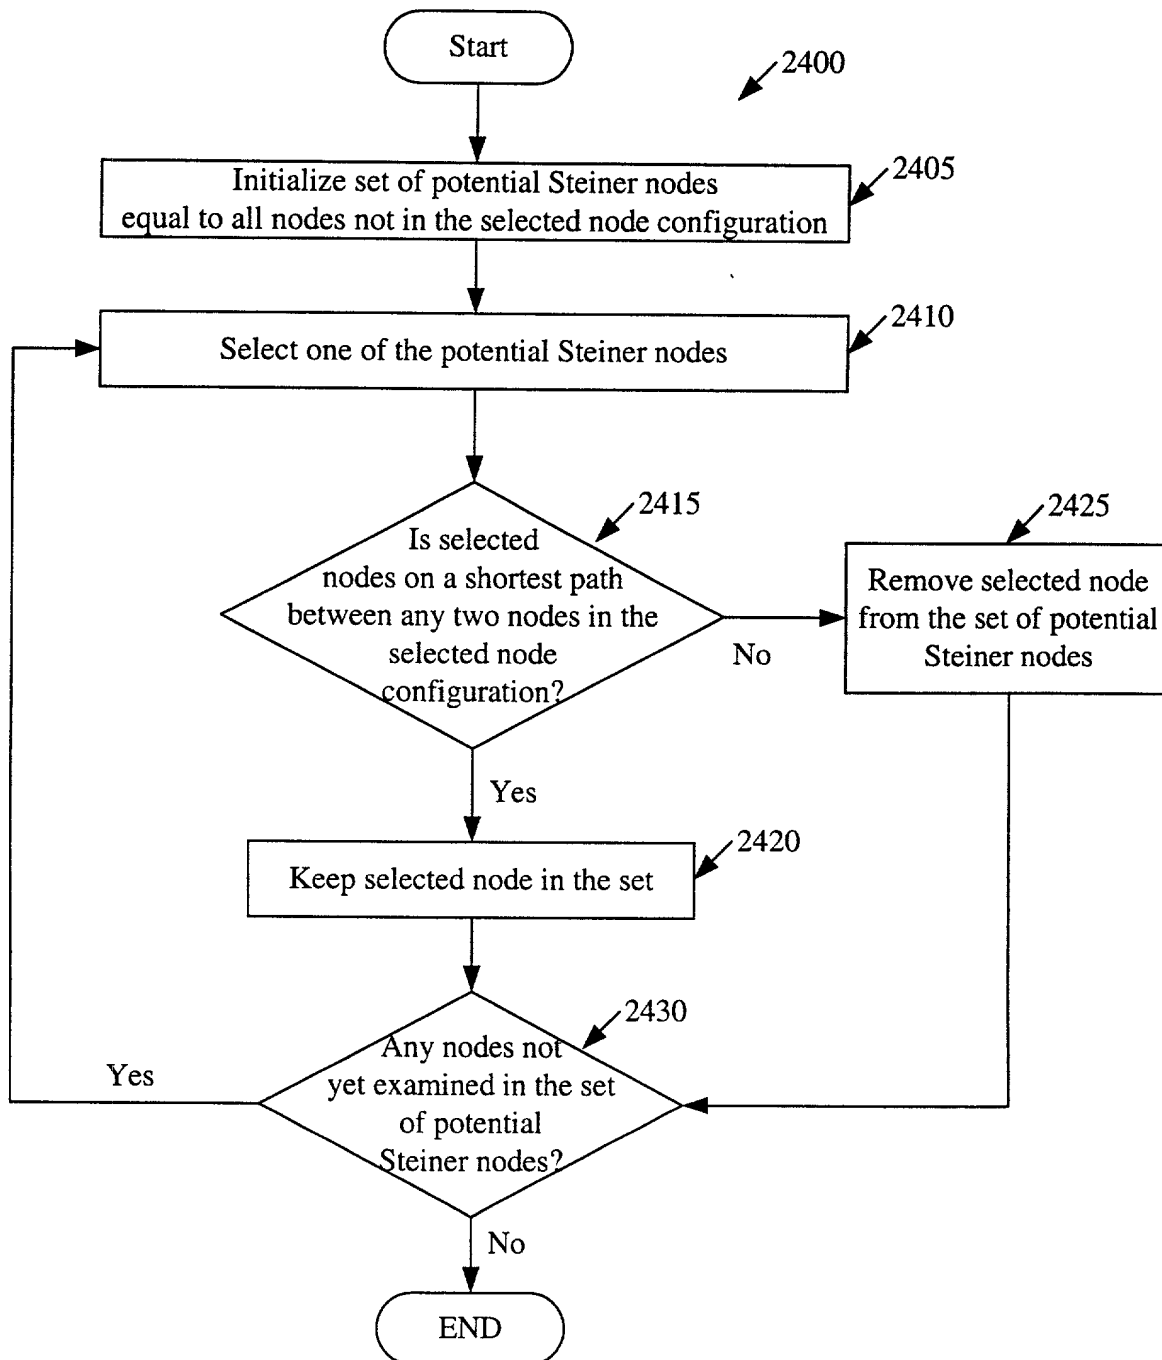 Start
2400
Initialize set of potential Steiner nodes
equal to all nodes not in the selected node configuration
2405
Select one of the potential Steiner nodes
2410
Is selected
nodes on a shortest path
between any two nodes in the
selected node
configuration?
2415
No
Remove selected node
from the set of potential
Steiner nodes
2425
Yes
Keep selected node in the set
2420
Any nodes not
yet examined in the set
of potential
Steiner nodes?
2430
Yes
No
END